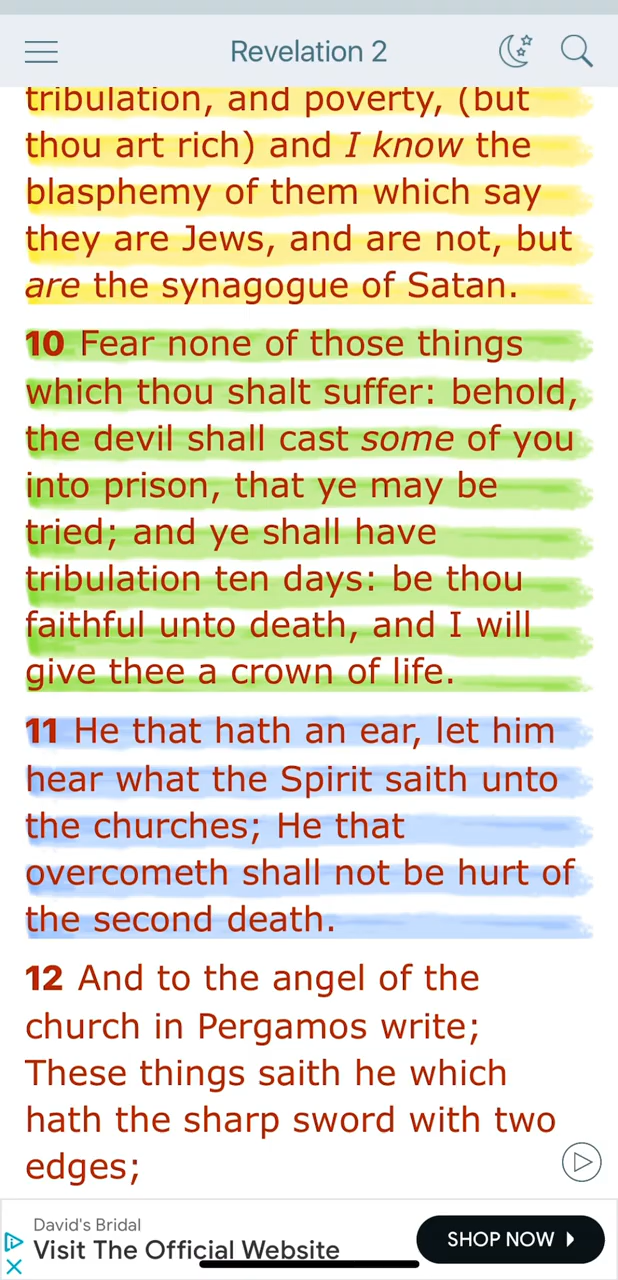 Revelation 2
tribulation, and poverty, (but
thou art rich) and I know the
blasphemy of them which say
they are Jews, and are not, but
are the synagogue of Satan.
10 Fear none of those things
which thou shalt suffer: behold,
the devil shall cast some of you
into prison, that ye may be
tried; and ye shall have
tribulation ten days: be thou
faithful unto death, and I will
give thee a crown of life.
11 He that hath an ear, let him
hear what the Spirit saith unto
the churches; He that
overcometh shall not be hurt of
the second death.
12 And to the angel of the
church in Pergamos write;
These things saith he which
hath the sharp sword with two
edges;
David's Bridal
Visit The Official Website
SHOP NOW